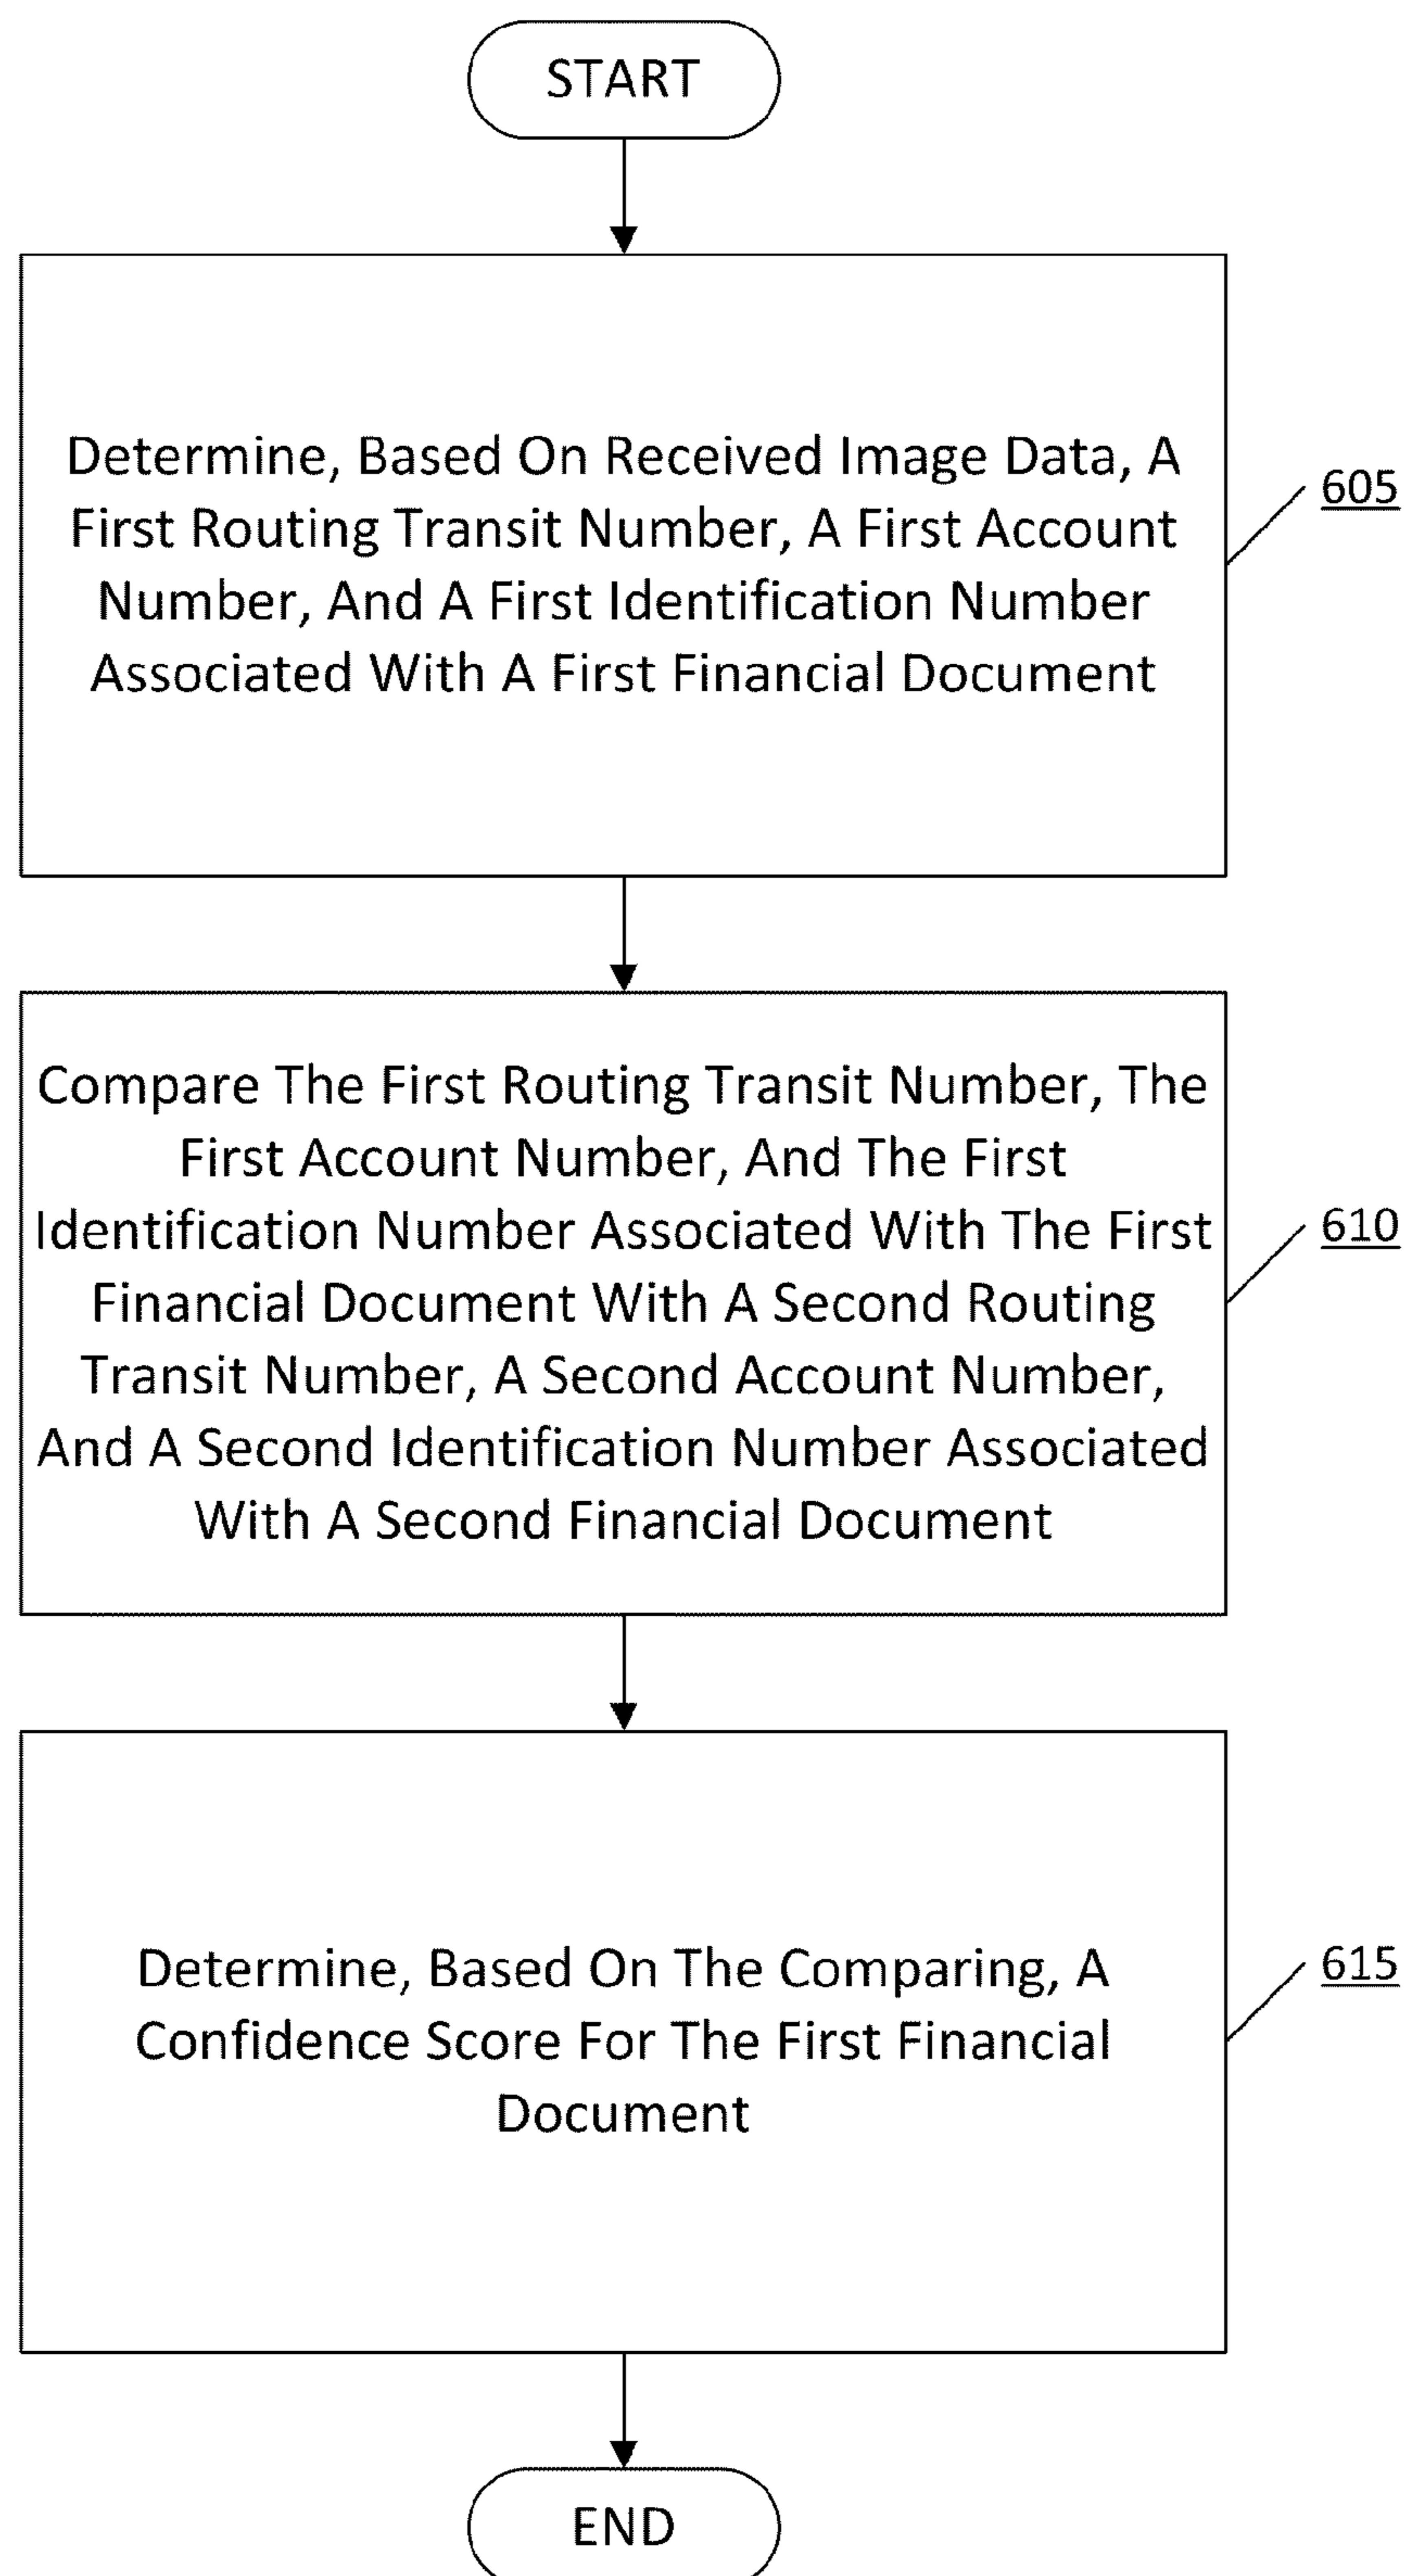 START
Determine, Based On Received Image Data, A
First Routing Transit Number, A First Account
Number, And A First Identification Number
Associated With A First Financial Document
605
Compare The First Routing Transit Number, The
First Account Number, And The First
Identification Number Associated With The First
Financial Document With A Second Routing
Transit Number, A Second Account Number,
And A Second Identification Number Associated
With A Second Financial Document
610
Determine, Based On The Comparing, A
Confidence Score For The First Financial
Document
615
END